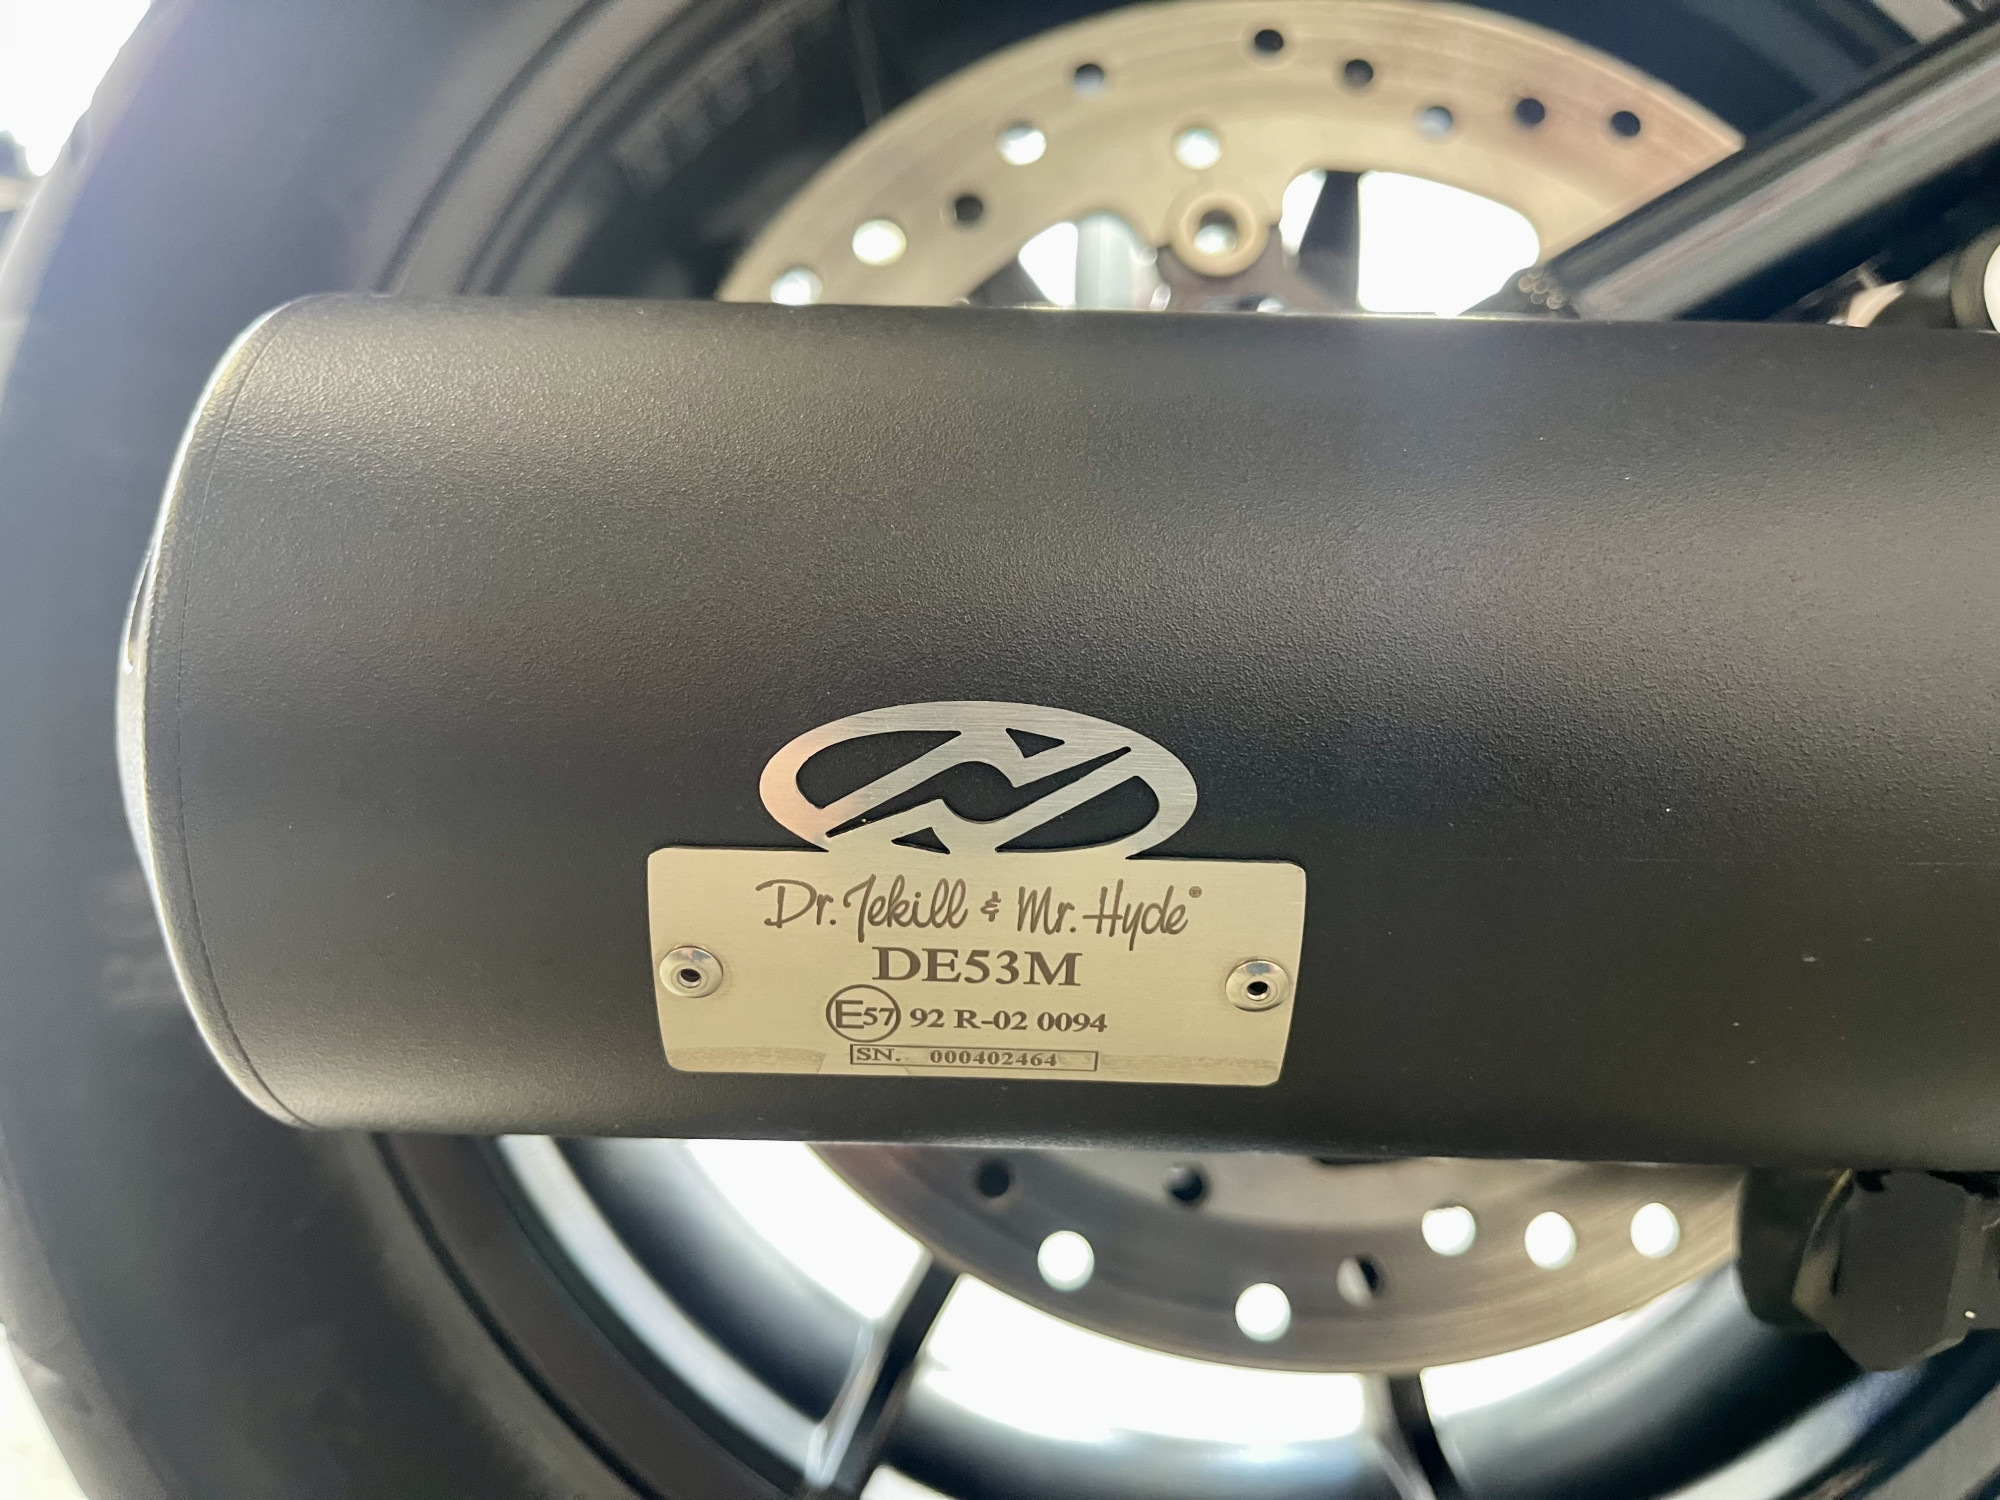 Dr. Jekill & Mr. Hyde®
DE53M
E57 92 R-02 0094
SN. 000402464